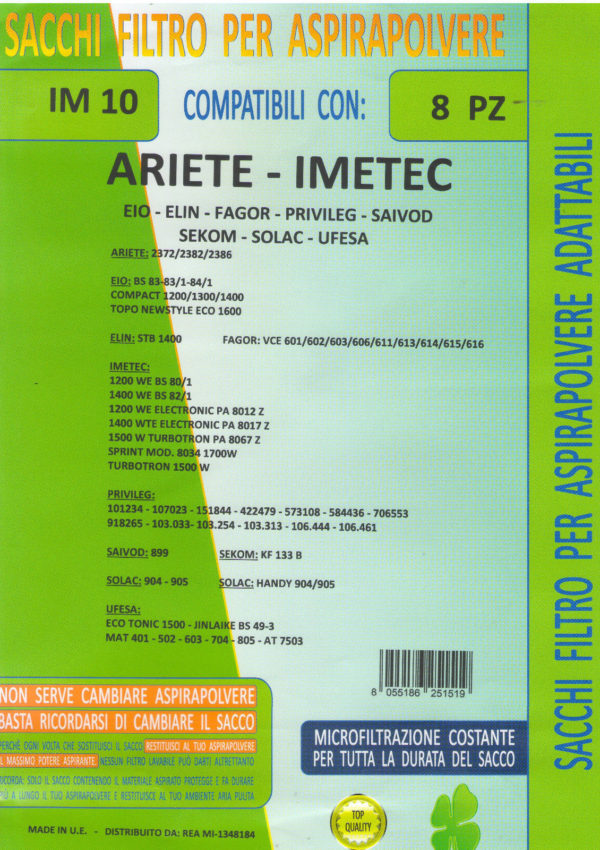 SACCHI FILTRO PER ASPIRAPOLVERE
IM 10
COMPATIBILI CON:
8 PZ
ARIETE - IMETEC
EIO - ELIN - FAGOR - PRIVILEG - SAIVOD
SEKOM - SOLAC - UFESA
ARIETE: 2372/2382/2386
EIO: BS 83-83/1-84/1
COMPACT 1200/1300/1400
TOPO NEWSTYLE ECO 1600
ELIN: STB 1400 FAGOR: VCE 601/602/603/606/611/613/614/615/616
IMETEC:
1200 WE BS 80/1
1400 WE BS 82/1
1200 WE ELECTRONIC PA 8012 Z
1400 WTE ELECTRONIC PA 8017 Z
1500 W TURBOTRON PA 8067 Z
SPRINT MOD. 8034 1700W
TURBOTRON 1500 W
PRIVILEG:
101234 - 107023 - 151844 - 422479 - 573108 - 584436 - 706553
918265 - 103.033- 103.254 - 103.313 - 106.444 - 106.461
SAIVOD: 899 SEKOM: KF 133 B
SOLAC: 904 - 905 SOLAC: HANDY 904/905
UFESA:
ECO TONIC 1500 - JINLAIKE BS 49-3
MAT 401 - 502 - 603 - 704 - 805 - AT 7503
8 055186 251519
NON SERVE CAMBIARE ASPIRAPOLVERE
BASTA RICORDARSI DI CAMBIARE IL SACCO
PERCHÉ OGNI VOLTA CHE SOSTITUISCI IL SACCO RESTITUISCI AL TUO ASPIRAPOLVERE
IL MASSIMO POTERE ASPIRANTE. NESSUN FILTRO LAVABILE PUÒ DARTI ALTRETTANTO
RICORDA: SOLO IL SACCO CONTENENDO IL MATERIALE ASPIRATO PROTEGGE E FA DURARE
PIÙ A LUNGO IL TUO ASPIRAPOLVERE E RESTITUISCE AL TUO AMBIENTE ARIA PULITA
MICROFILTRAZIONE COSTANTE
PER TUTTA LA DURATA DEL SACCO
TOP
QUALITY
MADE IN U.E. - DISTRIBUITO DA: REA MI-1348184
SACCHI FILTRO PER ASPIRAPOLVERE ADATTABILI